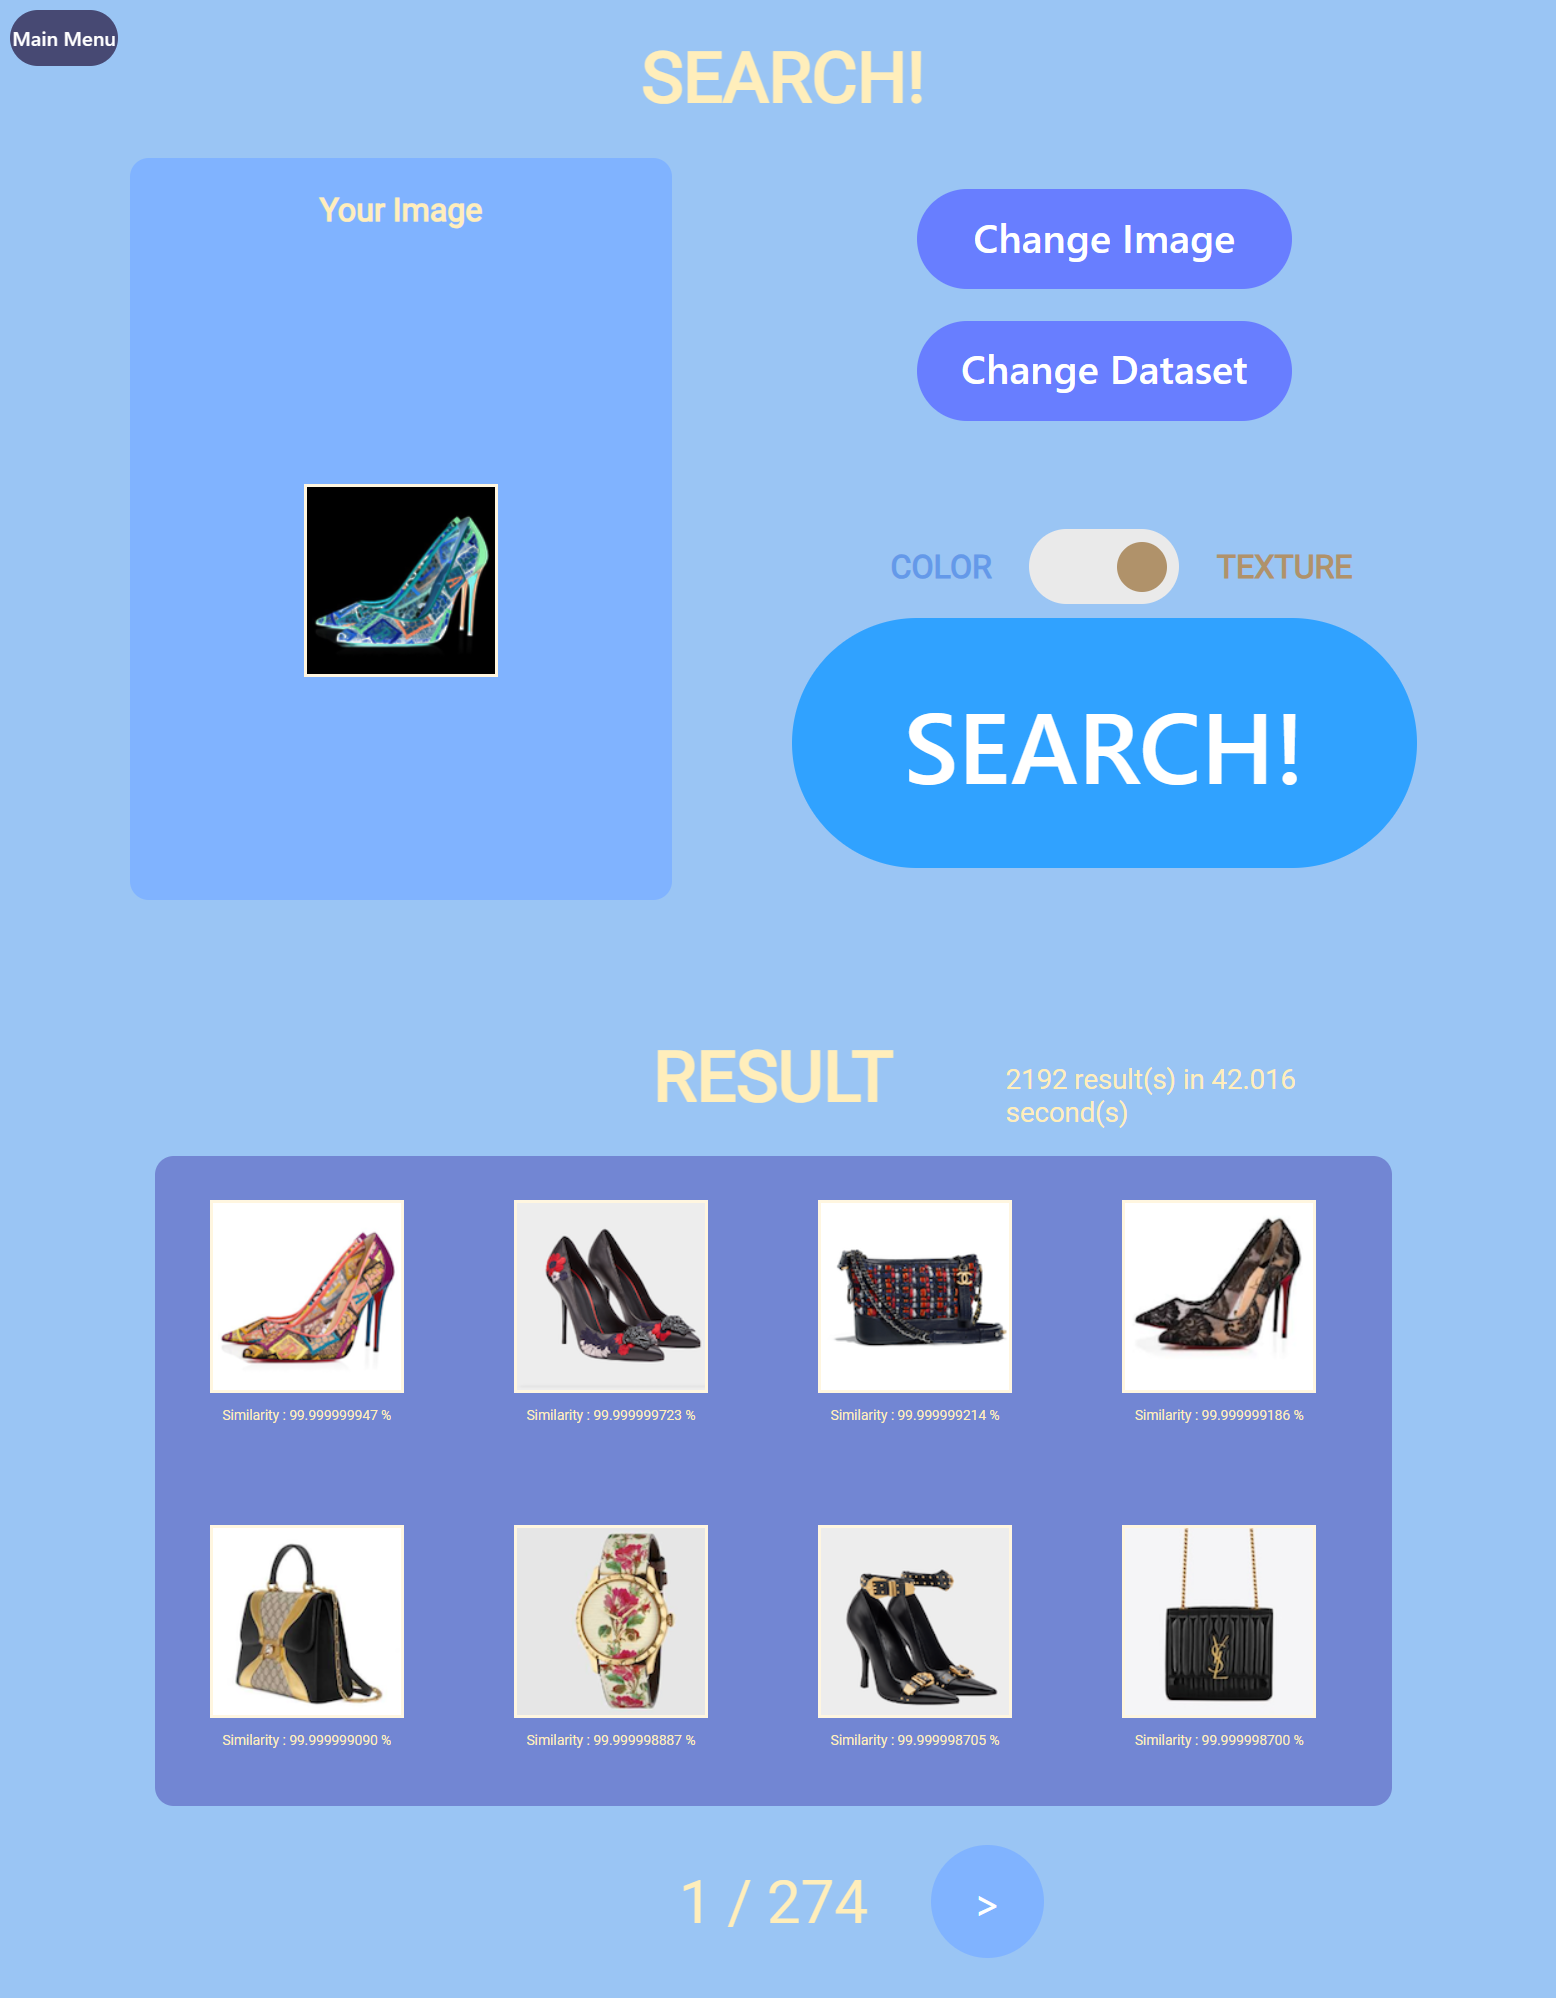 Main Menu
SEARCH!
Your Image
Change Image
Change Dataset
COLOR
TEXTURE
SEARCH!
RESULT
2192 result(s) in 42.016
second(s)
Similarity : 99.999999947 %
Similarity : 99.999999723 %
Similarity : 99.999999214 %
Similarity : 99.999999186 %
Similarity : 99.999999090 %
Similarity : 99.999998887 %
Similarity : 99.999998705 %
Similarity : 99.999998700 %
1 / 274
>